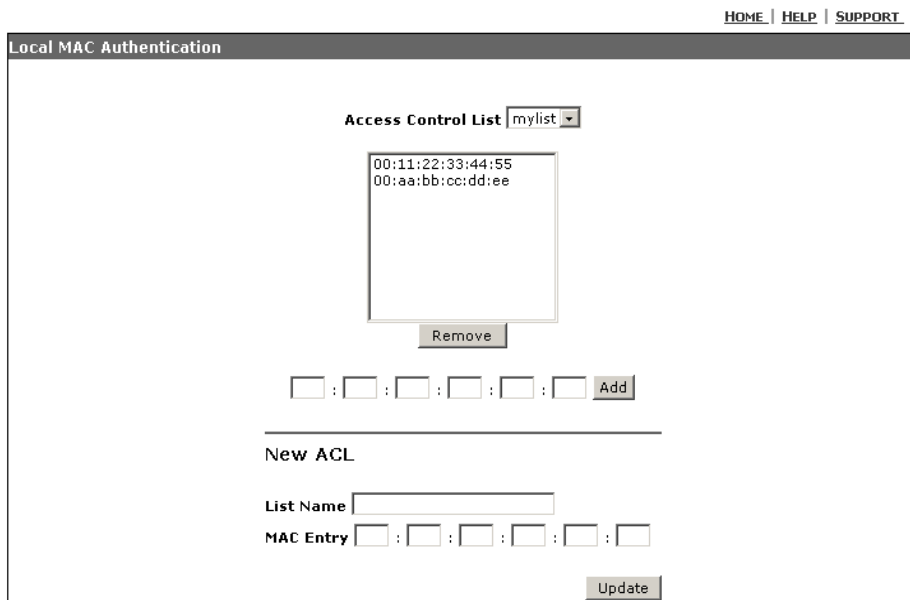 HOME | HELP | SUPPORT
Local MAC Authentication
Access Control List mylist
00:11:22:33:44:55
00:aa:bb:cc:dd:ee
Remove
: : : : : Add
New ACL
List Name
MAC Entry : : : : :
Update